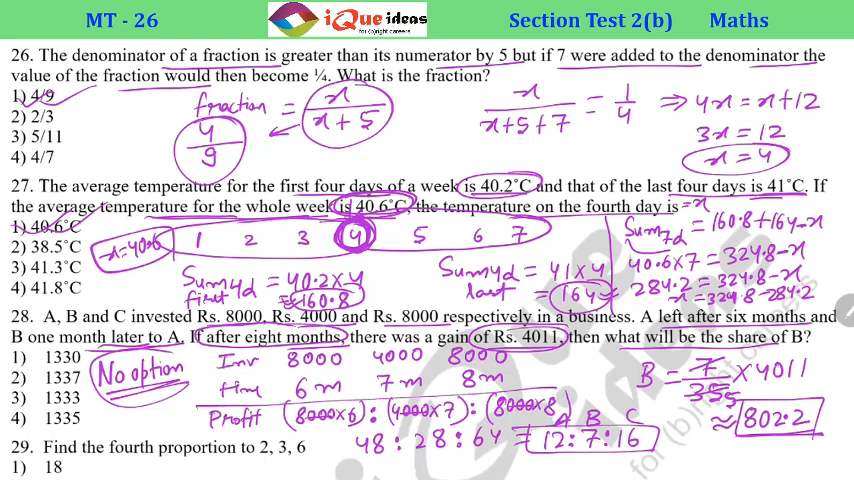 MT - 26 iQue ideas for (b)right careers Section Test 2(b) Maths
26. The denominator of a fraction is greater than its numerator by 5 but if 7 were added to the denominator the
value of the fraction would then become ¼. What is the fraction?
1) 4/9
2) 2/3
3) 5/11
4) 4/7
fraction = x/(x+5)
4/9
x/(x+5+7) = 1/4 ⇒ 4x = x+12
3x = 12
x = 4
27. The average temperature for the first four days of a week is 40.2˚C and that of the last four days is 41˚C. If
the average temperature for the whole week is 40.6˚C, the temperature on the fourth day is = x
1) 40.6˚C
2) 38.5˚C
3) 41.3˚C
4) 41.8˚C
x = 40.6
1 2 3 4 5 6 7
Sum4d first = 40.2 x 4
= 160.8
Sum4d last = 41 x 4
= 164
Sum7d = 160.8 + 164 - x
40.6 x 7 = 324.8 - x
284.2 = 324.8 - x
x = 324.8 - 284.2
28. A, B and C invested Rs. 8000, Rs. 4000 and Rs. 8000 respectively in a business. A left after six months and
B one month later to A. If after eight months, there was a gain of Rs. 4011, then what will be the share of B?
1) 1330
2) 1337
3) 1333
4) 1335
No option
Inv 8000 4000 8000
time 6m 7m 8m
Profit (8000x6) : (4000x7) : (8000x8)
A B C
48 : 28 : 64 = 12 : 7 : 16
B = 7/35 x 4011
≈ 802.2
29. Find the fourth proportion to 2, 3, 6
1) 18
iQue ideas
for (b)right careers